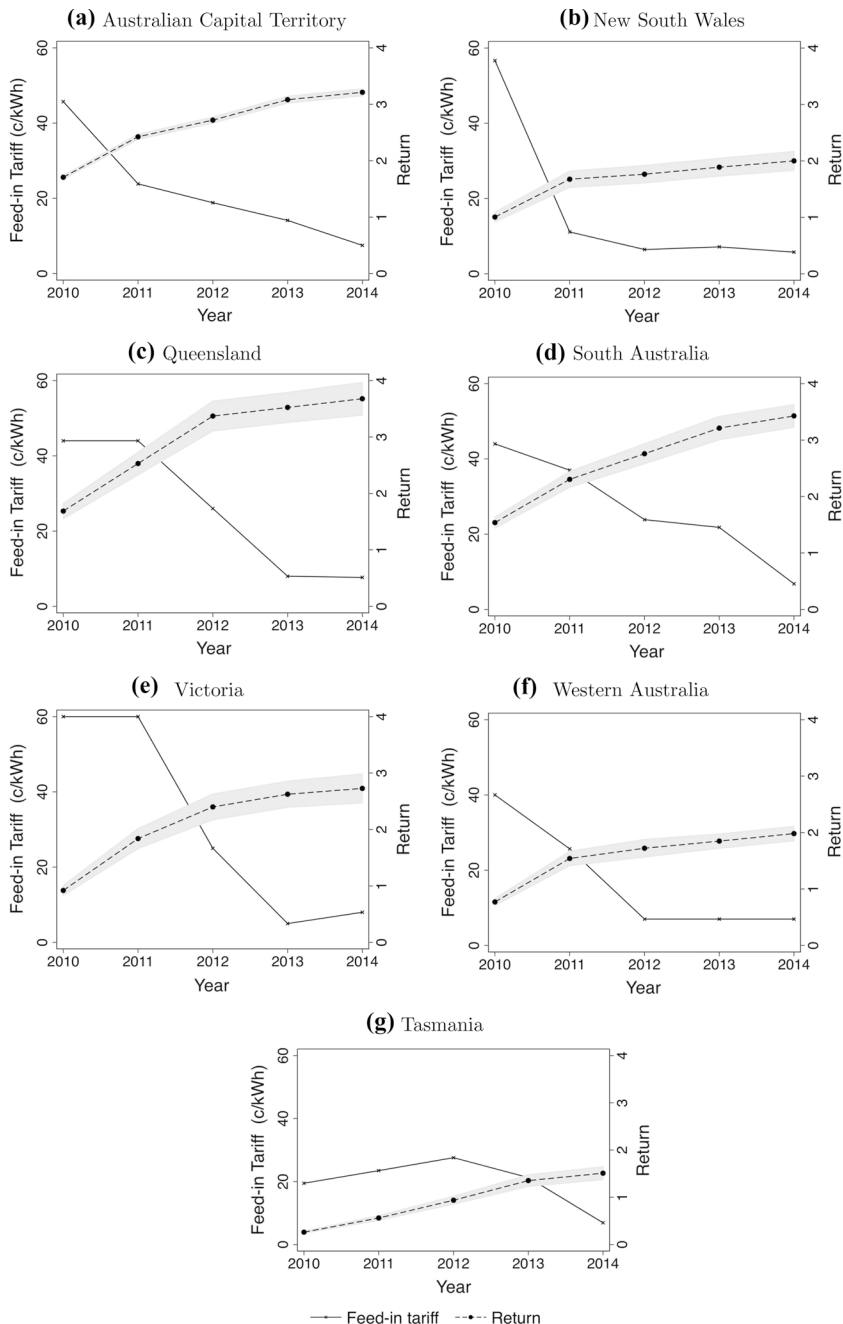 (a) Australian Capital Territory
Feed-in Tariff (c/kWh)
0 20 40 60
Return
0 1 2 3 4
2010 2011 2012 2013 2014
Year
(b) New South Wales
Feed-in Tariff (c/kWh)
0 20 40 60
Return
0 1 2 3 4
2010 2011 2012 2013 2014
Year
(c) Queensland
Feed-in Tariff (c/kWh)
0 20 40 60
Return
0 1 2 3 4
2010 2011 2012 2013 2014
Year
(d) South Australia
Feed-in Tariff (c/kWh)
0 20 40 60
Return
0 1 2 3 4
2010 2011 2012 2013 2014
Year
(e) Victoria
Feed-in Tariff (c/kWh)
0 20 40 60
Return
0 1 2 3 4
2010 2011 2012 2013 2014
Year
(f) Western Australia
Feed-in Tariff (c/kWh)
0 20 40 60
Return
0 1 2 3 4
2010 2011 2012 2013 2014
Year
(g) Tasmania
Feed-in Tariff (c/kWh)
0 20 40 60
Return
0 1 2 3 4
2010 2011 2012 2013 2014
Year
Feed-in tariff Return